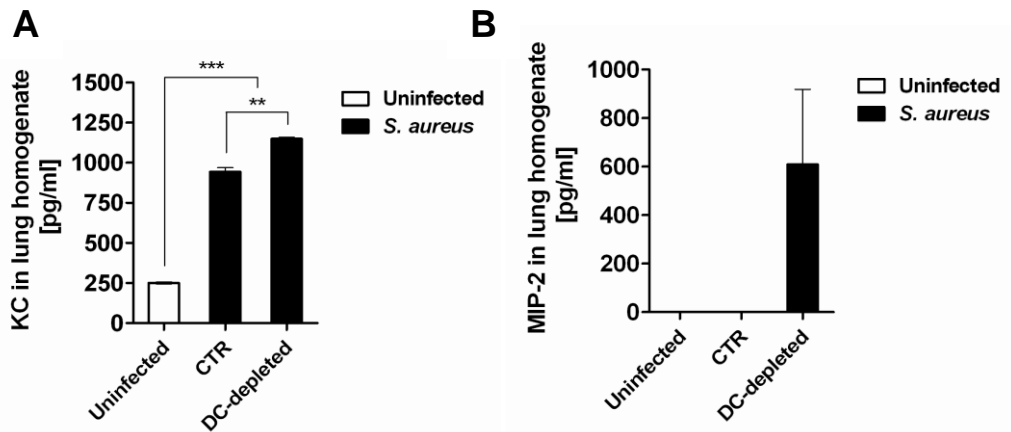 A
KC in lung homogenate
[pg/ml]
1500
1250
1000
750
500
250
0
***
**
Uninfected
S. aureus
Uninfected
CTR
DC-depleted
B
MIP-2 in lung homogenate
[pg/ml]
1000
800
600
400
200
0
Uninfected
S. aureus
Uninfected
CTR
DC-depleted